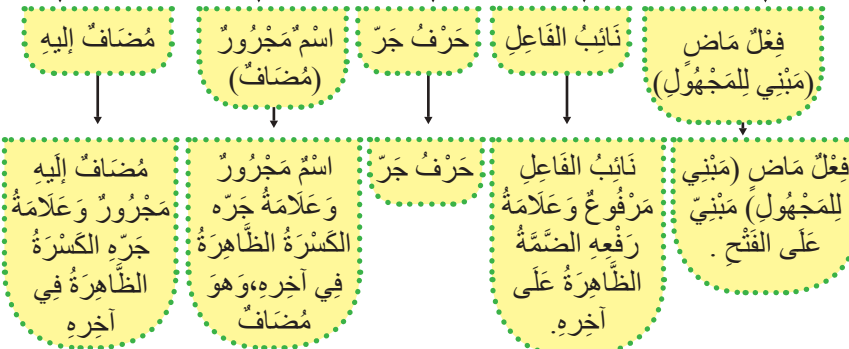 فِعْلٌ مَاضٍ
(مَبْنِي لِلمَجْهُولِ)
نَائِبُ الفَاعِلِ
حَرْفُ جَرّ
اسْمٌ مَجْرُورٌ
(مُضَافٌ)
مُضَافٌ إليهِ
فِعْلٌ مَاضٍ (مَبْنِي
لِلمَجْهُولِ) مَبْنِيّ
عَلَى الفَتْحِ .
نَائِبُ الفَاعِلِ
مَرْفُوعٌ وَعَلَامَةُ
رَفْعِهِ الضَّمَّةُ
الظَّاهِرَةُ عَلَى
آخِرِهِ.
حَرْفُ جَرّ
اسْمٌ مَجْرُورٌ
وَعَلَامَةُ جَرّه
الكَسْرَةُ الظَّاهِرَةُ
فِي آخِرِهِ،وَهوَ
مُضَافٌ
مُضَافٌ إلَيهِ
مَجْرُورٌ وَعَلَامَةُ
جَرّهِ الكَسْرَةُ
الظَّاهِرَةُ فِي
آخِرِهِ